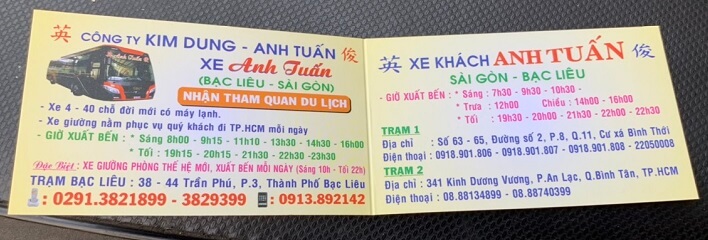 英 CÔNG TY KIM DUNG - ANH TUẤN 俊
XE Anh Tuấn
(BẠC LIÊU - SÀI GÒN)
NHẬN THAM QUAN DU LỊCH
- Xe 4 - 40 chỗ đời mới có máy lạnh.
- Xe giường nằm phục vụ quý khách đi TP.HCM mỗi ngày
- GIỜ XUẤT BẾN : * Sáng 8h00 - 9h15 - 11h10 - 13h30 - 14h30 - 16h00
* Tối : 19h15 - 20h15 - 21h30 - 22h30 -23h30
Đặc Biệt : XE GIƯỜNG PHÒNG THẾ HỆ MỚI, XUẤT BẾN MỖI NGÀY (Sáng 10h - Tối 22h)
TRẠM BẠC LIÊU : 38 - 44 Trần Phú, P.3, Thành Phố Bạc Liêu
: 0291.3821899 - 3829399 : 0913.892142
英 XE KHÁCH ANH TUẤN 俊
SÀI GÒN - BẠC LIÊU
- GIỜ XUẤT BẾN : * Sáng : 7h30 - 9h30 - 10h30 -
* Trưa : 12h00 Chiều : 14h00 - 16h00
* Tối : 19h30 - 20h00 - 21h30 - 22h00 - 22h30
TRẠM 1
Địa chỉ : Số 63 - 65, Đường số 2, P.8, Q.11, Cư xá Bình Thới
Điện thoại : 0918.901.806 - 0918.901.807 - 0918.901.808 - 22050008
TRẠM 2
Địa chỉ : 341 Kinh Dương Vương, P.An Lạc, Q.Bình Tân, TP.HCM
Điện thoại : 08.88134899 - 08.88740399